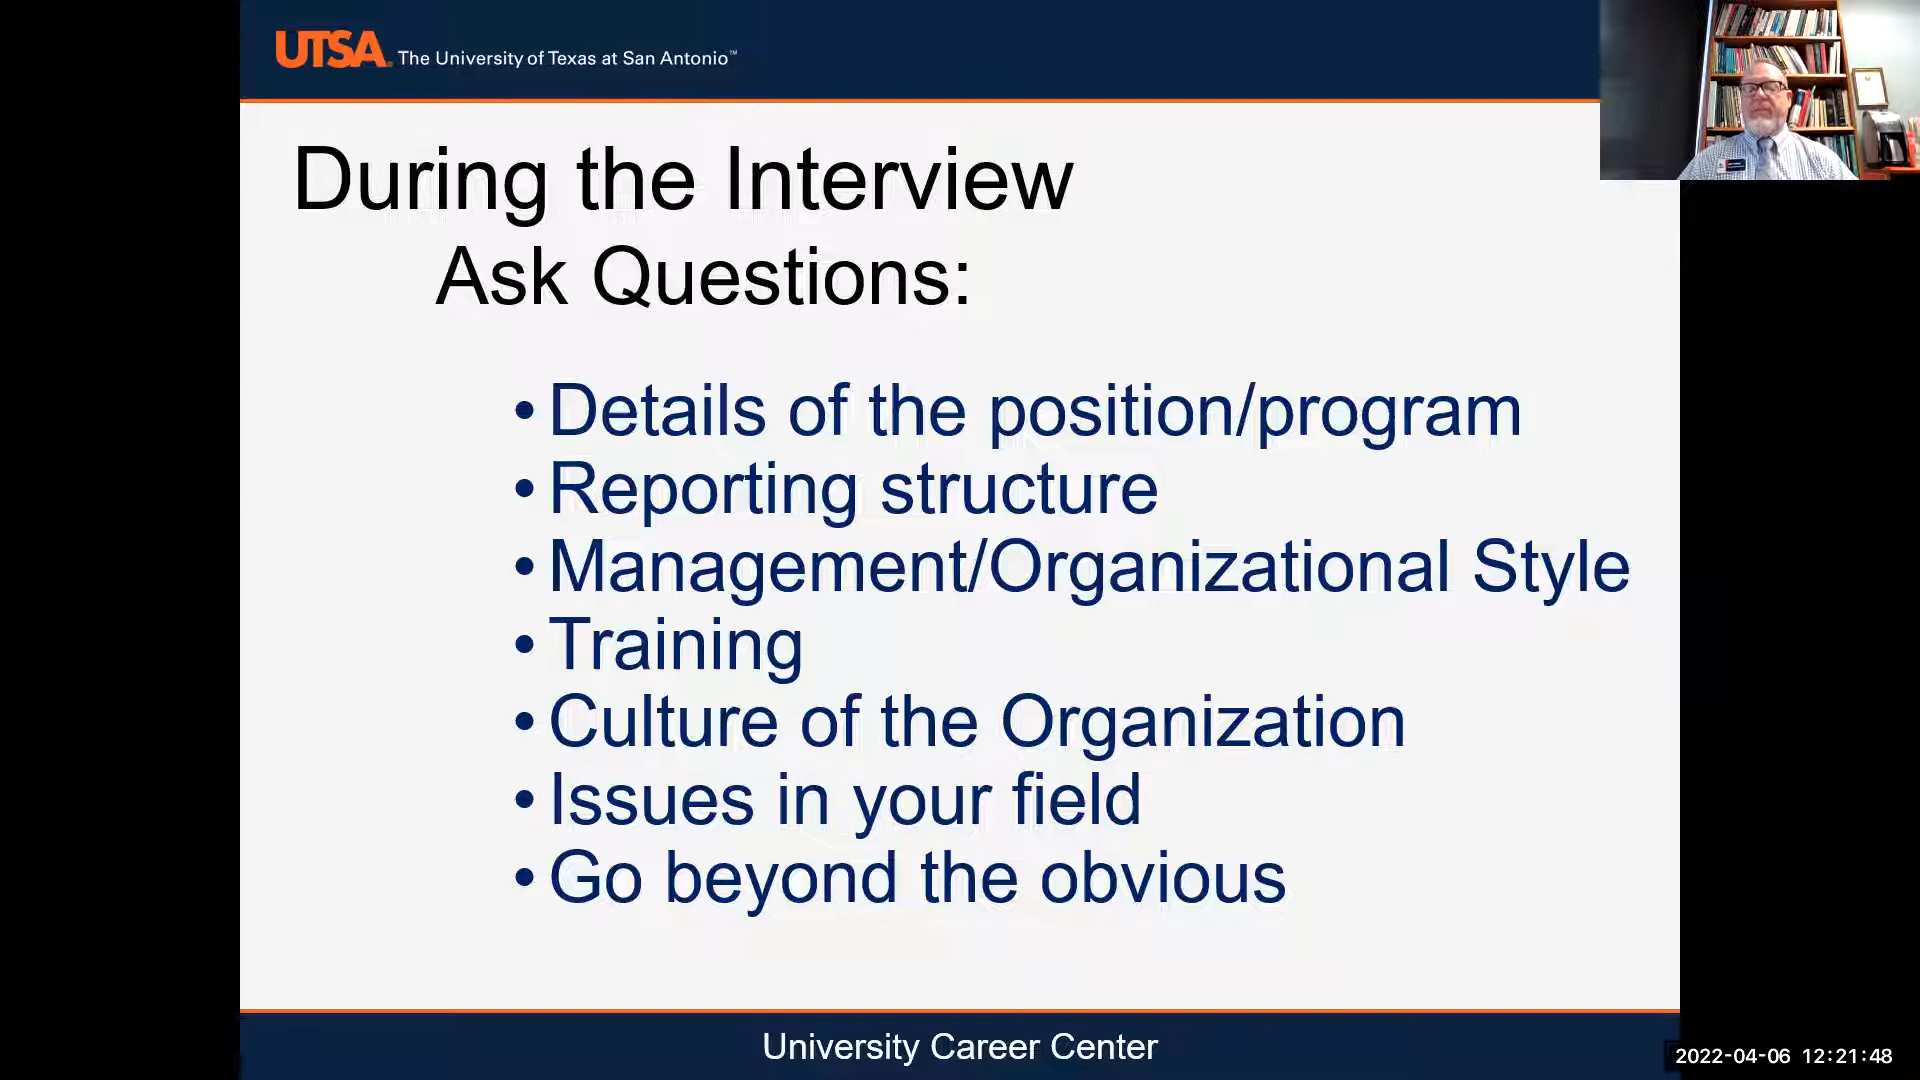 UTSA. The University of Texas at San Antonio™
During the Interview
Ask Questions:
• Details of the position/program
• Reporting structure
• Management/Organizational Style
• Training
• Culture of the Organization
• Issues in your field
• Go beyond the obvious
University Career Center
2022-04-06 12:21:48